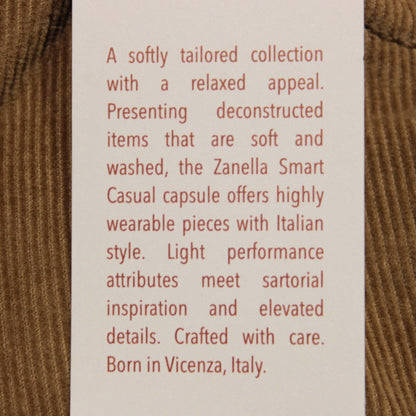 A softly tailored collection
with a relaxed appeal.
Presenting deconstructed
items that are soft and
washed, the Zanella Smart
Casual capsule offers highly
wearable pieces with Italian
style. Light performance
attributes meet sartorial
inspiration and elevated
details. Crafted with care.
Born in Vicenza, Italy.